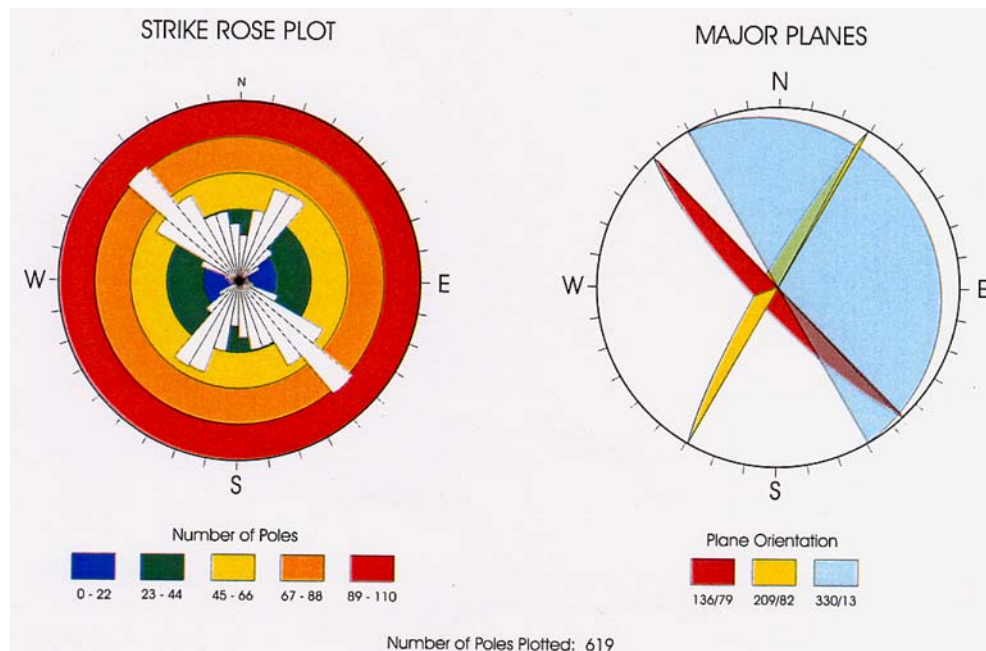 STRIKE ROSE PLOT
N
W
E
S
Number of Poles
0 - 22
23 - 44
45 - 66
67 - 88
89 - 110
MAJOR PLANES
N
W
E
S
Plane Orientation
136/79
209/82
330/13
Number of Poles Plotted: 619